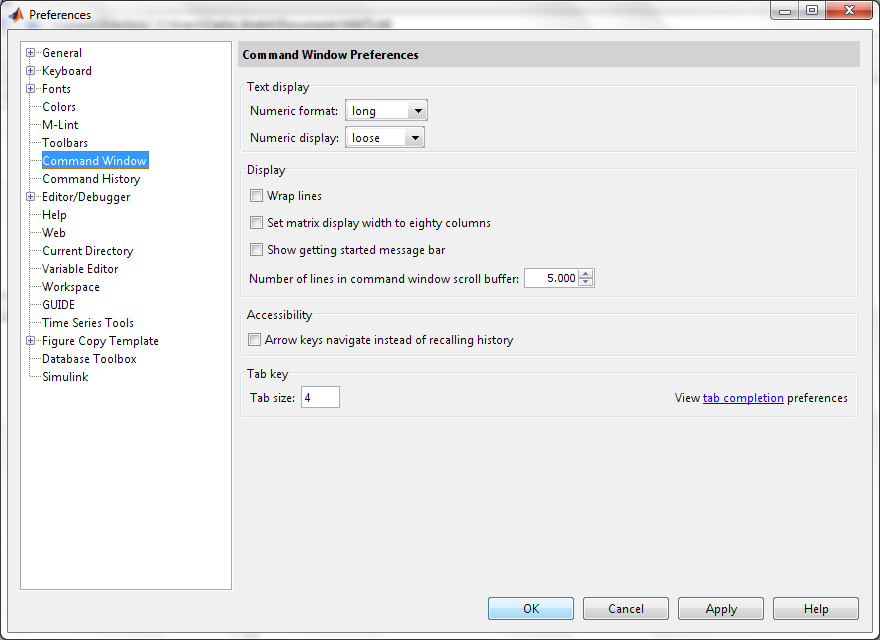 Preferences
General
Keyboard
Fonts
Colors
M-Lint
Toolbars
Command Window
Command History
Editor/Debugger
Help
Web
Current Directory
Variable Editor
Workspace
GUIDE
Time Series Tools
Figure Copy Template
Database Toolbox
Simulink
Command Window Preferences
Text display
Numeric format: long
Numeric display: loose
Display
Wrap lines
Set matrix display width to eighty columns
Show getting started message bar
Number of lines in command window scroll buffer: 5.000
Accessibility
Arrow keys navigate instead of recalling history
Tab key
Tab size: 4 View tab completion preferences
OK Cancel Apply Help